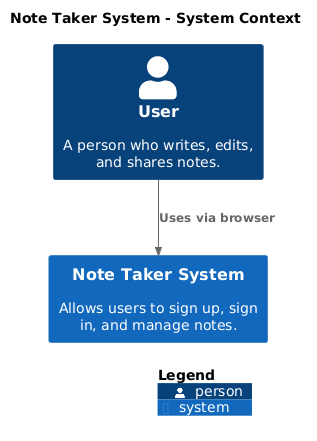 Note Taker System - System Context
User
A person who writes, edits,
and shares notes.
Uses via browser
Note Taker System
Allows users to sign up, sign
in, and manage notes.
Legend
person
system